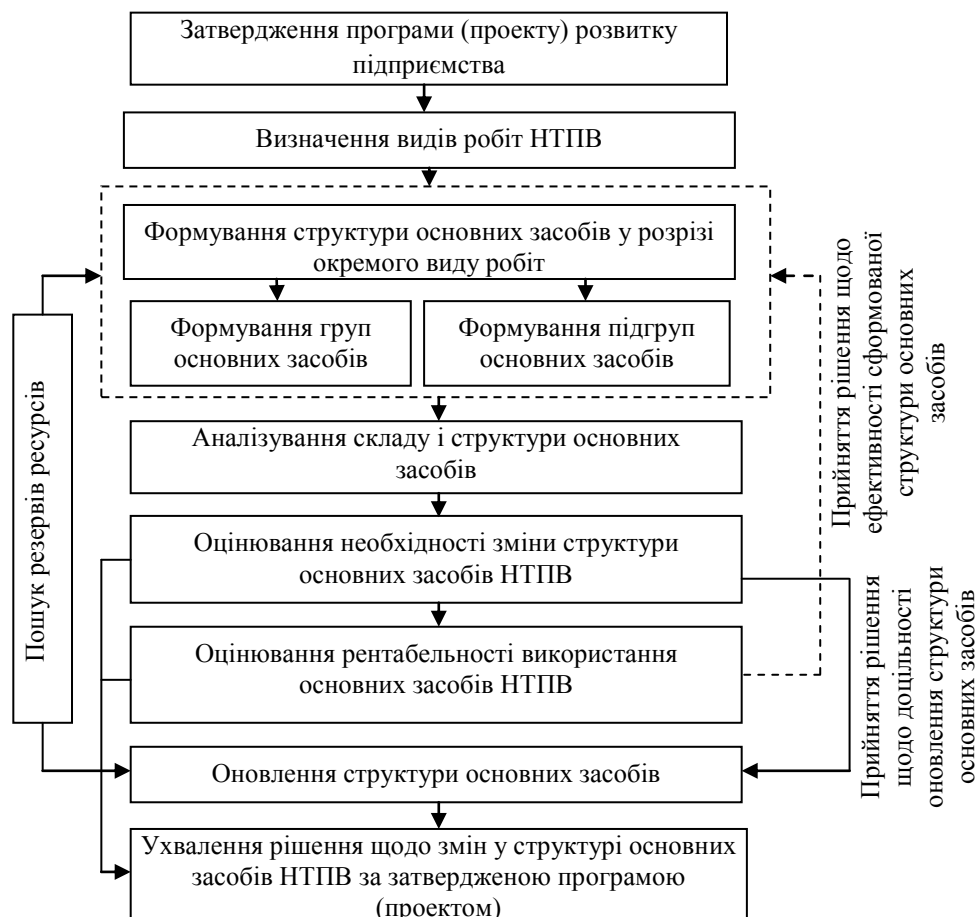 Затвердження програми (проекту) розвитку
підприємства
Визначення видів робіт НТПВ
Формування структури основних засобів у розрізі
окремого виду робіт
Формування груп
основних засобів
Формування підгруп
основних засобів
Аналізування складу і структури основних
засобів
Оцінювання необхідності зміни структури
основних засобів НТПВ
Оцінювання рентабельності використання
основних засобів НТПВ
Оновлення структури основних засобів
Ухвалення рішення щодо змін у структурі основних
засобів НТПВ за затвердженою програмою
(проектом)
Пошук резервів ресурсів
Прийняття рішення щодо
ефективності сформованої
структури основних
засобів
Прийняття рішення
щодо доцільності
оновлення структури
основних засобів